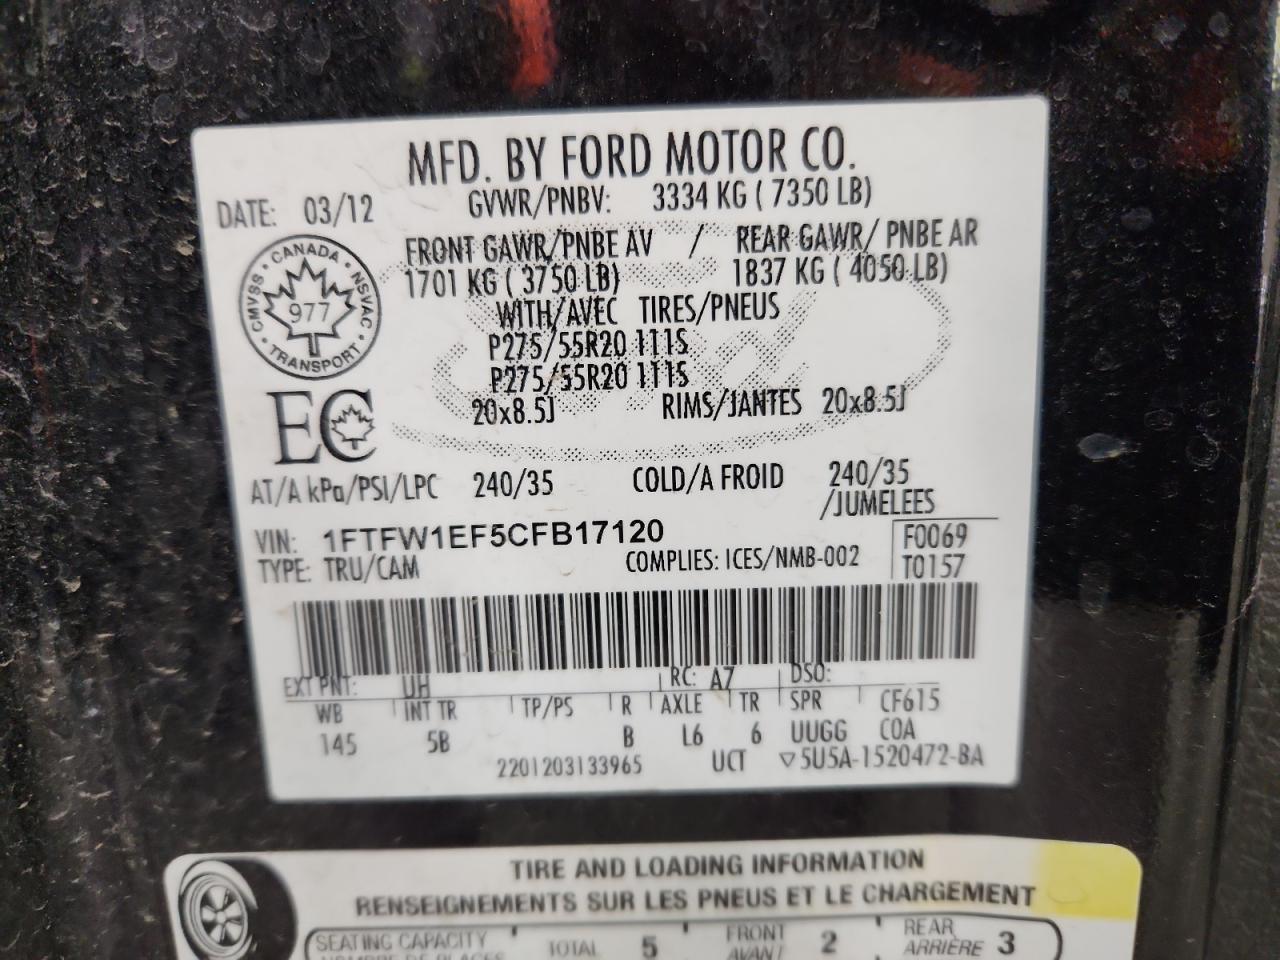 MFD. BY FORD MOTOR CO.
DATE: 03/12 GVWR/PNBV: 3334 KG ( 7350 LB)
FRONT GAWR/PNBE AV / REAR GAWR/ PNBE AR
1701 KG ( 3750 LB) 1837 KG ( 4050 LB)
WITH/AVEC TIRES/PNEUS
P275/55R20 111S
P275/55R20 111S
20x8.5J RIMS/JANTES 20x8.5J
CANADA • NSVAC • TRANSPORT • CMVSS •
977
EC
AT/A kPa/PSI/LPC 240/35 COLD/A FROID 240/35
/JUMELEES
VIN: 1FTFW1EF5CFB17120 F0069
TYPE: TRU/CAM COMPLIES: ICES/NMB-002 T0157
EXT PNT: UH RC: A7 DSO:
WB INT TR TP/PS R AXLE TR SPR CF615
145 5B B L6 6 UUGG COA
2201203133965 UCT ▽5U5A-1520472-BA
TIRE AND LOADING INFORMATION
RENSEIGNEMENTS SUR LES PNEUS ET LE CHARGEMENT
SEATING CAPACITY TOTAL 5 FRONT 2 REAR 3
NOMBRE DE PLACES AVANT ARRIÈRE